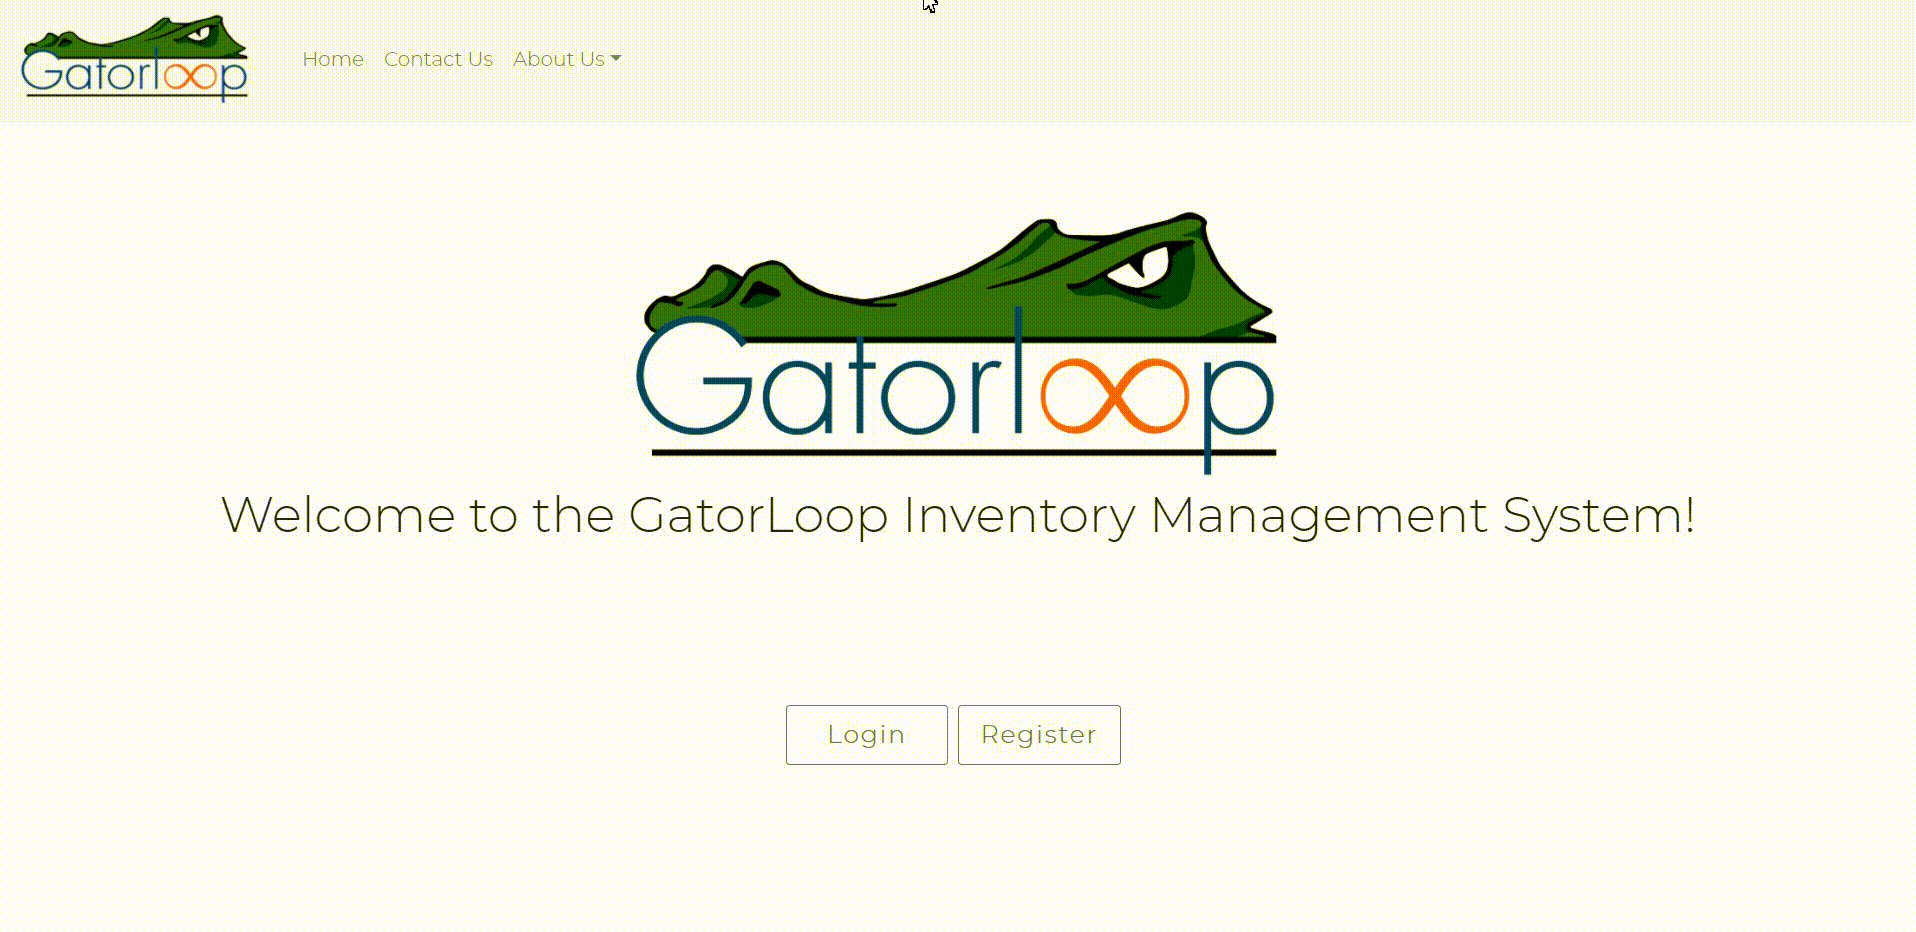 Gatorloop
Home Contact Us About Us
Gatorloop
Welcome to the GatorLoop Inventory Management System!
Login Register